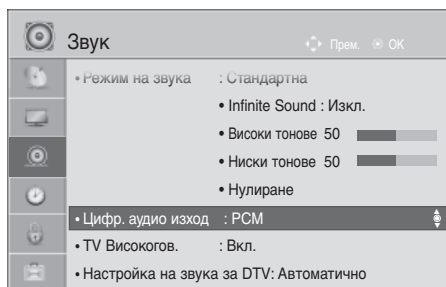 Звук
Прем. OK
• Режим на звука : Стандартна
• Infinite Sound : Изкл.
• Високи тонове 50
• Ниски тонове 50
• Нулиране
• Цифр. аудио изход : PCM
• TV Високогов. : Вкл.
• Настройка на звука за DTV: Автоматично